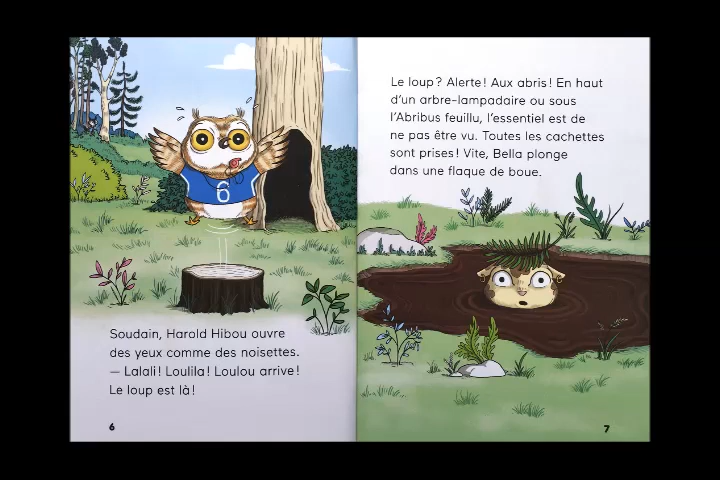 6
Soudain, Harold Hibou ouvre
des yeux comme des noisettes.
– Lalali! Loulila! Loulou arrive!
Le loup est là!
6
Le loup? Alerte! Aux abris! En haut
d'un arbre-lampadaire ou sous
l'Abribus feuillu, l'essentiel est de
ne pas être vu. Toutes les cachettes
sont prises! Vite, Bella plonge
dans une flaque de boue.
7